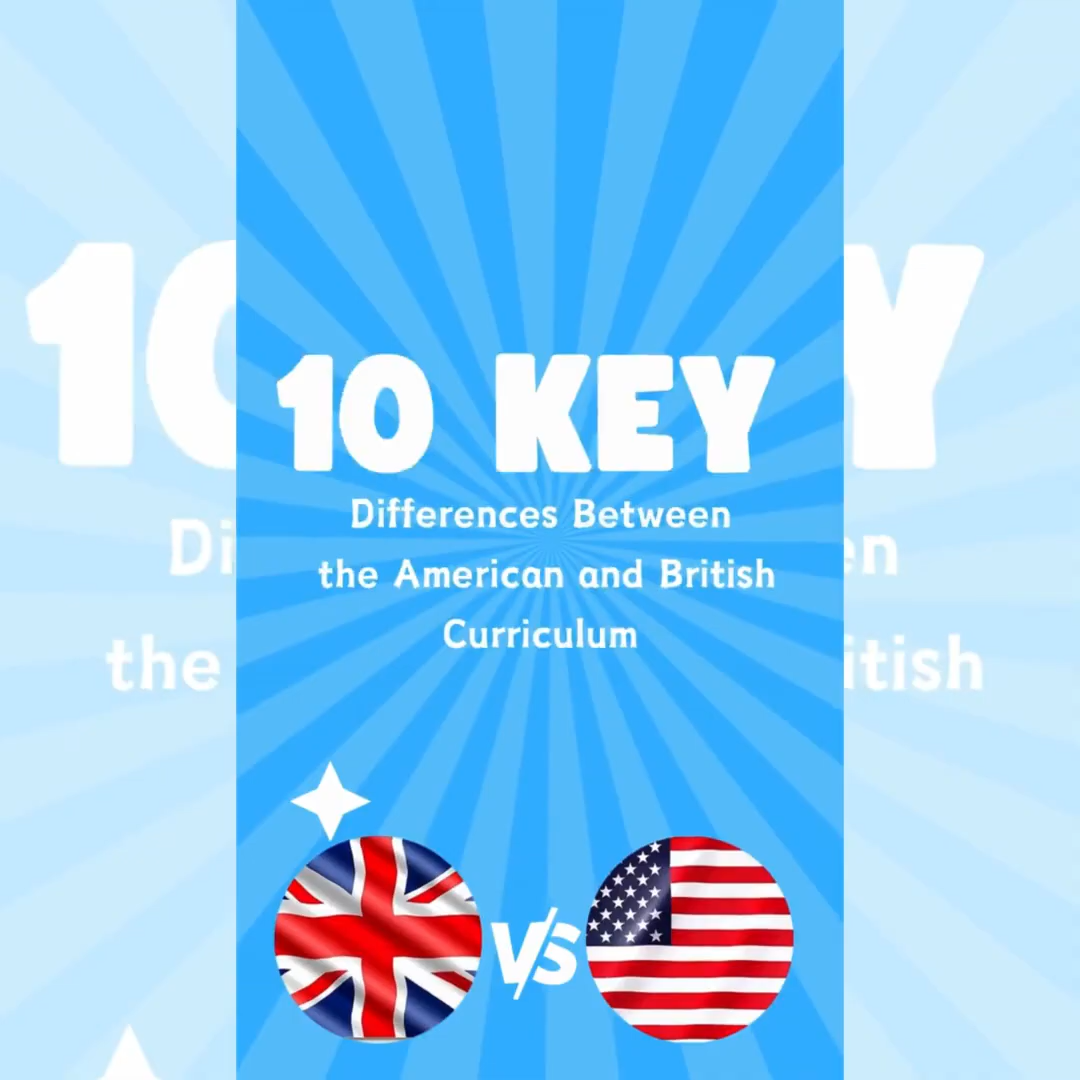 10 KEY
Differences Between
the American and British
Curriculum
VS